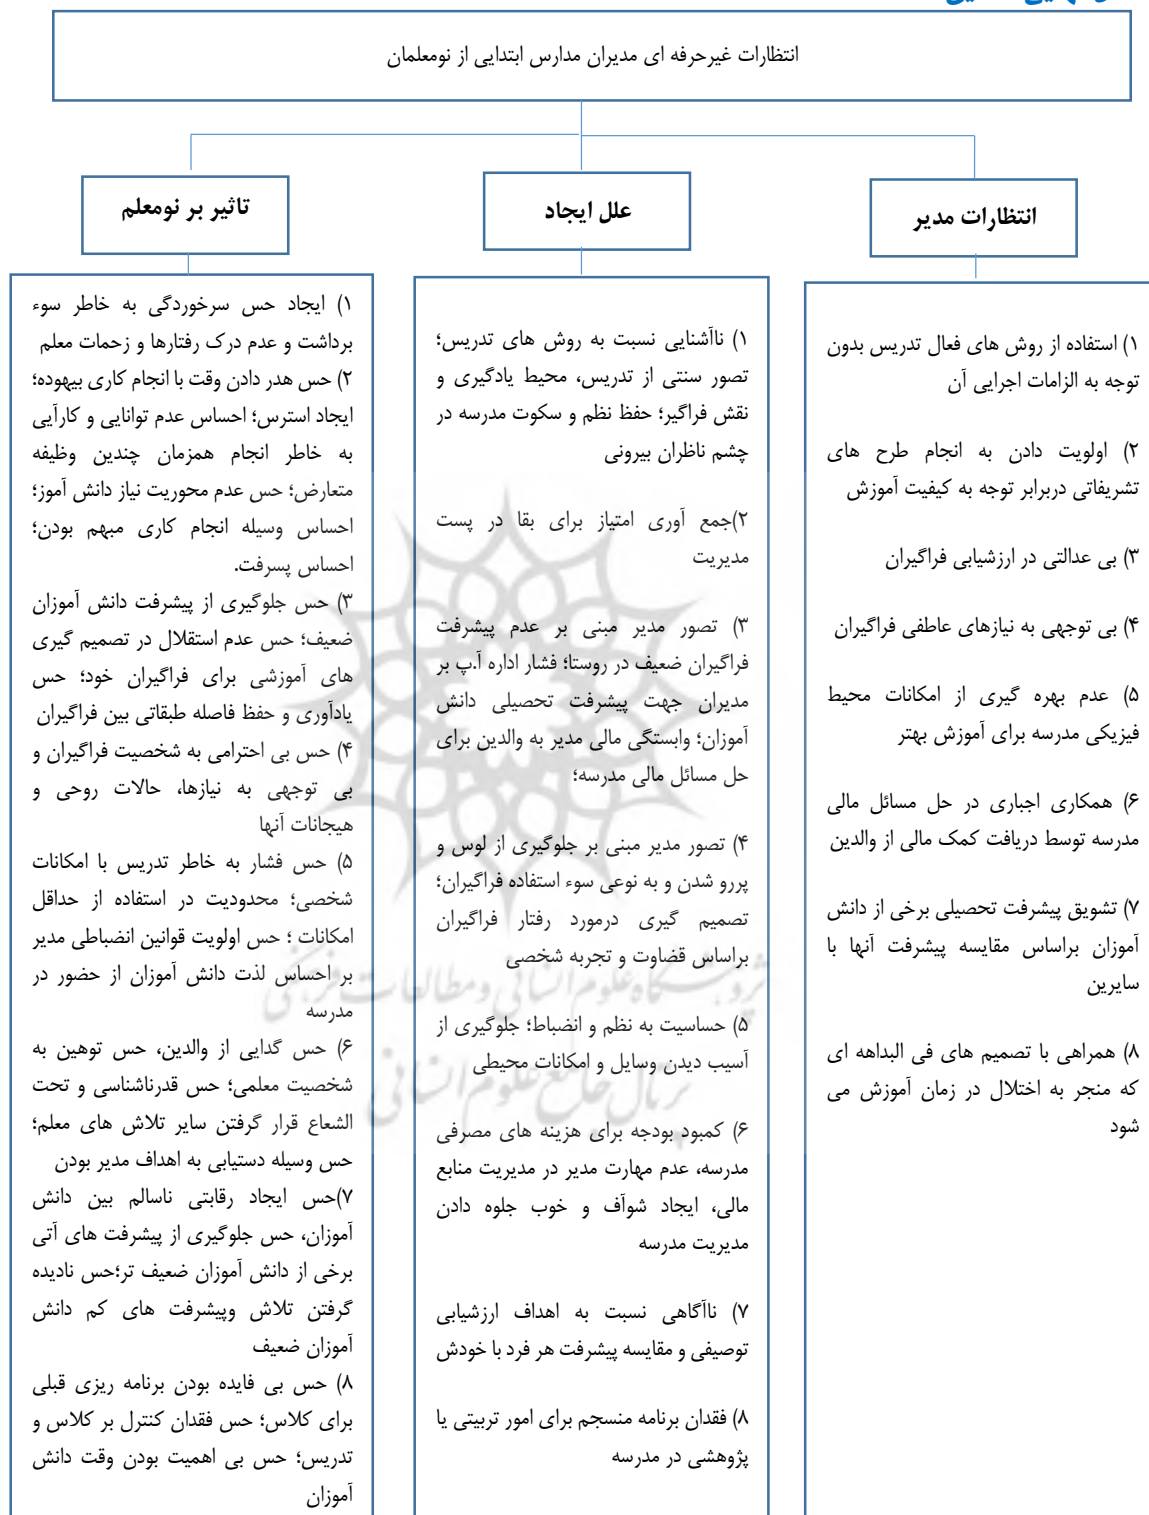 انتظارات غیرحرفه ای مدیران مدارس ابتدایی از نومعلمان
انتظارات مدیر
۱) استفاده از روش های فعال تدریس بدون
توجه به الزامات اجرایی آن
۲) اولویت دادن به انجام طرح های
تشریفاتی دربرابر توجه به کیفیت آموزش
۳) بی عدالتی در ارزشیابی فراگیران
۴) بی توجهی به نیازهای عاطفی فراگیران
۵) عدم بهره گیری از امکانات محیط
فیزیکی مدرسه برای آموزش بهتر
۶) همکاری اجباری در حل مسائل مالی
مدرسه توسط دریافت کمک مالی از والدین
۷) تشویق پیشرفت تحصیلی برخی از دانش
آموزان براساس مقایسه پیشرفت آنها با
سایرین
۸) همراهی با تصمیم های فی البداهه ای
که منجر به اختلال در زمان آموزش می
شود
علل ایجاد
۱) ناآشنایی نسبت به روش های تدریس؛
تصور سنتی از تدریس، محیط یادگیری و
نقش فراگیر؛ حفظ نظم و سکوت مدرسه در
چشم ناظران بیرونی
۲)جمع آوری امتیاز برای بقا در پست
مدیریت
۳) تصور مدیر مبنی بر عدم پیشرفت
فراگیران ضعیف در روستا؛ فشار اداره آ.پ بر
مدیران جهت پیشرفت تحصیلی دانش
آموزان؛ وابستگی مالی مدیر به والدین برای
حل مسائل مالی مدرسه؛
۴) تصور مدیر مبنی بر جلوگیری از لوس و
پررو شدن و به نوعی سوء استفاده فراگیران؛
تصمیم گیری درمورد رفتار فراگیران
براساس قضاوت و تجربه شخصی
۵) حساسیت به نظم و انضباط؛ جلوگیری از
آسیب دیدن وسایل و امکانات محیطی
۶) کمبود بودجه برای هزینه های مصرفی
مدرسه، عدم مهارت مدیر در مدیریت منابع
مالی، ایجاد شوآف و خوب جلوه دادن
مدیریت مدرسه
۷) ناآگاهی نسبت به اهداف ارزشیابی
توصیفی و مقایسه پیشرفت هر فرد با خودش
۸) فقدان برنامه منسجم برای امور تربیتی یا
پژوهشی در مدرسه
تاثیر بر نومعلم
۱) ایجاد حس سرخوردگی به خاطر سوء
برداشت و عدم درک رفتارها و زحمات معلم
۲) حس هدر دادن وقت با انجام کاری بیهوده؛
ایجاد استرس؛ احساس عدم توانایی و کارآیی
به خاطر انجام همزمان چندین وظیفه
متعارض؛ حس عدم محوریت نیاز دانش آموز؛
احساس وسیله انجام کاری مبهم بودن؛
احساس پسرفت.
۳) حس جلوگیری از پیشرفت دانش آموزان
ضعیف؛ حس عدم استقلال در تصمیم گیری
های آموزشی برای فراگیران خود؛ حس
یادآوری و حفظ فاصله طبقاتی بین فراگیران
۴) حس بی احترامی به شخصیت فراگیران و
بی توجهی به نیازها، حالات روحی و
هیجانات آنها
۵) حس فشار به خاطر تدریس با امکانات
شخصی؛ محدودیت در استفاده از حداقل
امکانات ؛ حس اولویت قوانین انضباطی مدیر
بر احساس لذت دانش آموزان از حضور در
مدرسه
۶) حس گدایی از والدین، حس توهین به
شخصیت معلمی؛ حس قدرناشناسی و تحت
الشعاع قرار گرفتن سایر تلاش های معلم؛
حس وسیله دستیابی به اهداف مدیر بودن
۷)حس ایجاد رقابتی ناسالم بین دانش
آموزان، حس جلوگیری از پیشرفت های آتی
برخی از دانش آموزان ضعیف تر؛حس نادیده
گرفتن تلاش وپیشرفت های کم دانش
آموزان ضعیف
۸) حس بی فایده بودن برنامه ریزی قبلی
برای کلاس؛ حس فقدان کنترل بر کلاس و
تدریس؛ حس بی اهمیت بودن وقت دانش
آموزان
پژوهشگاه علوم انسانی و مطالعات فرهنگی
پرتال جامع علوم انسانی